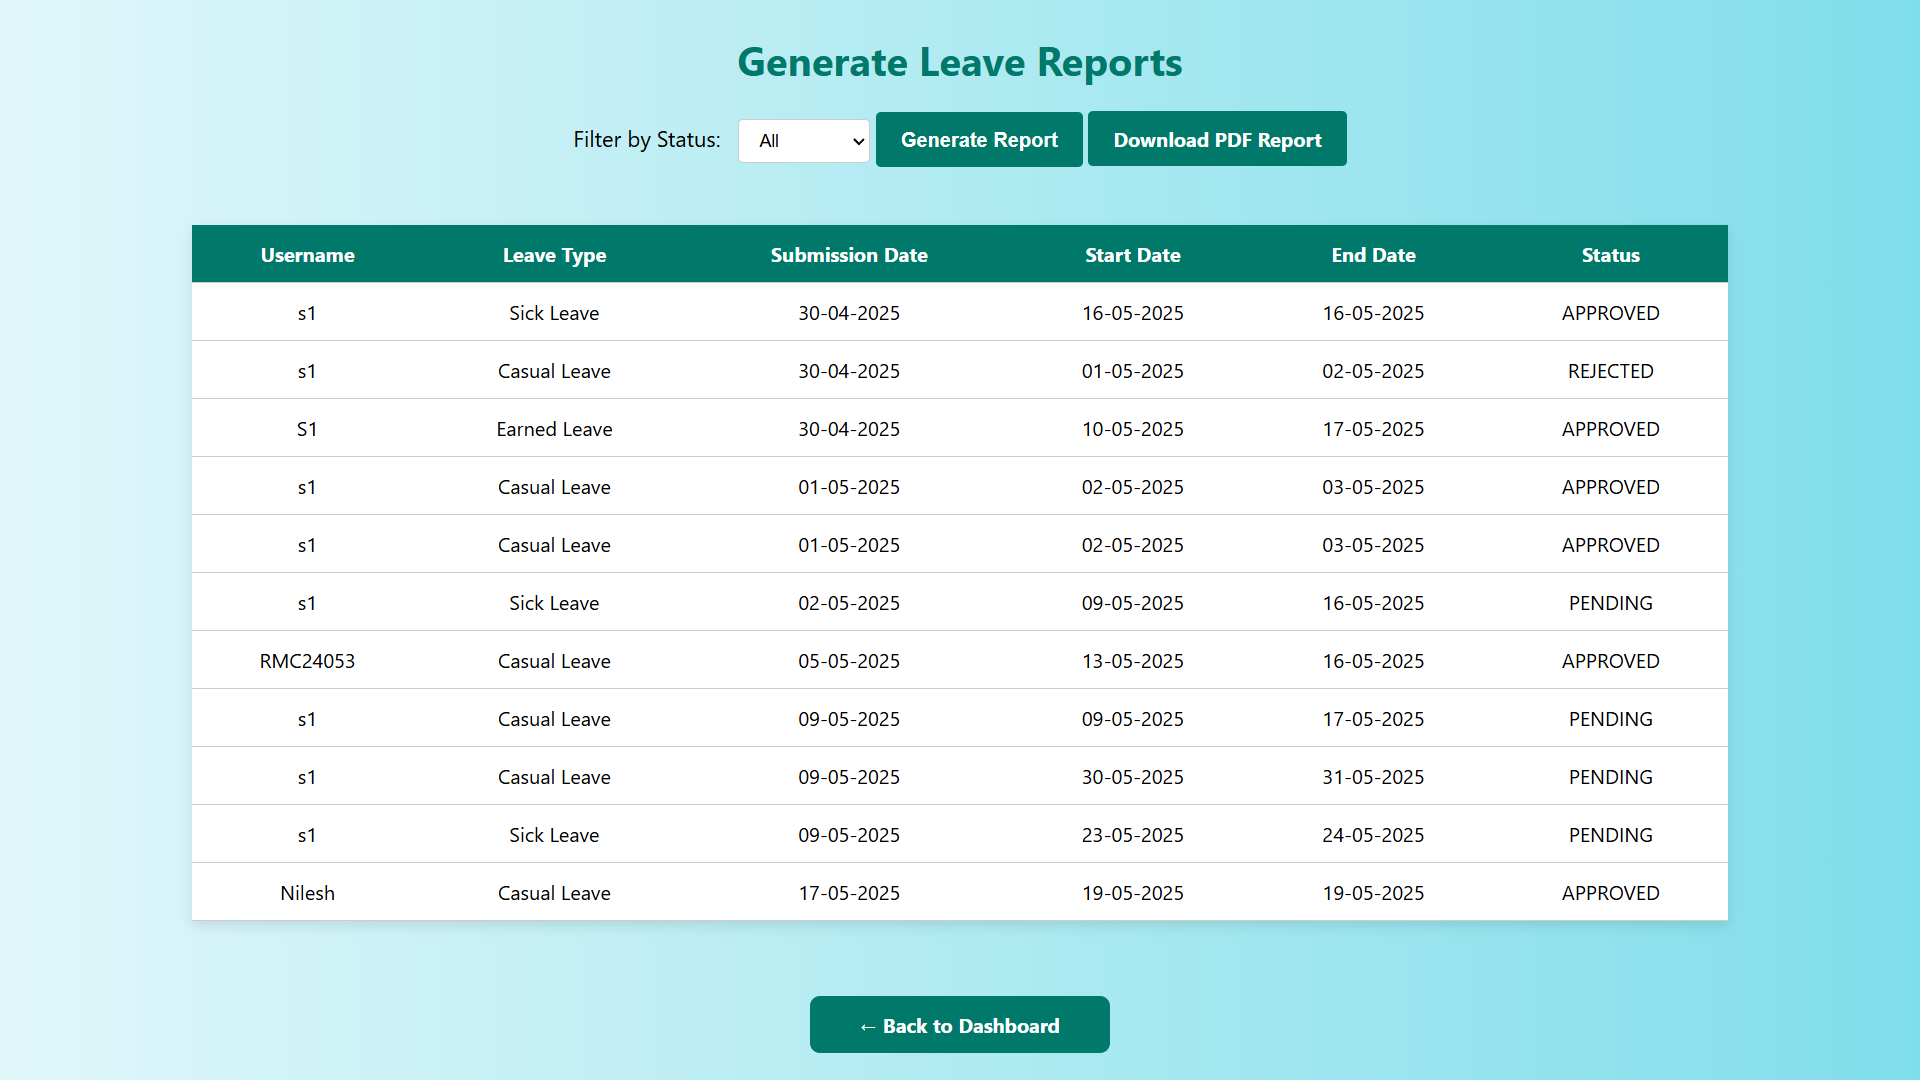 Generate Leave Reports
Filter by Status: All Generate Report Download PDF Report
Username Leave Type Submission Date Start Date End Date Status
s1 Sick Leave 30-04-2025 16-05-2025 16-05-2025 APPROVED
s1 Casual Leave 30-04-2025 01-05-2025 02-05-2025 REJECTED
S1 Earned Leave 30-04-2025 10-05-2025 17-05-2025 APPROVED
s1 Casual Leave 01-05-2025 02-05-2025 03-05-2025 APPROVED
s1 Casual Leave 01-05-2025 02-05-2025 03-05-2025 APPROVED
s1 Sick Leave 02-05-2025 09-05-2025 16-05-2025 PENDING
RMC24053 Casual Leave 05-05-2025 13-05-2025 16-05-2025 APPROVED
s1 Casual Leave 09-05-2025 09-05-2025 17-05-2025 PENDING
s1 Casual Leave 09-05-2025 30-05-2025 31-05-2025 PENDING
s1 Sick Leave 09-05-2025 23-05-2025 24-05-2025 PENDING
Nilesh Casual Leave 17-05-2025 19-05-2025 19-05-2025 APPROVED
← Back to Dashboard